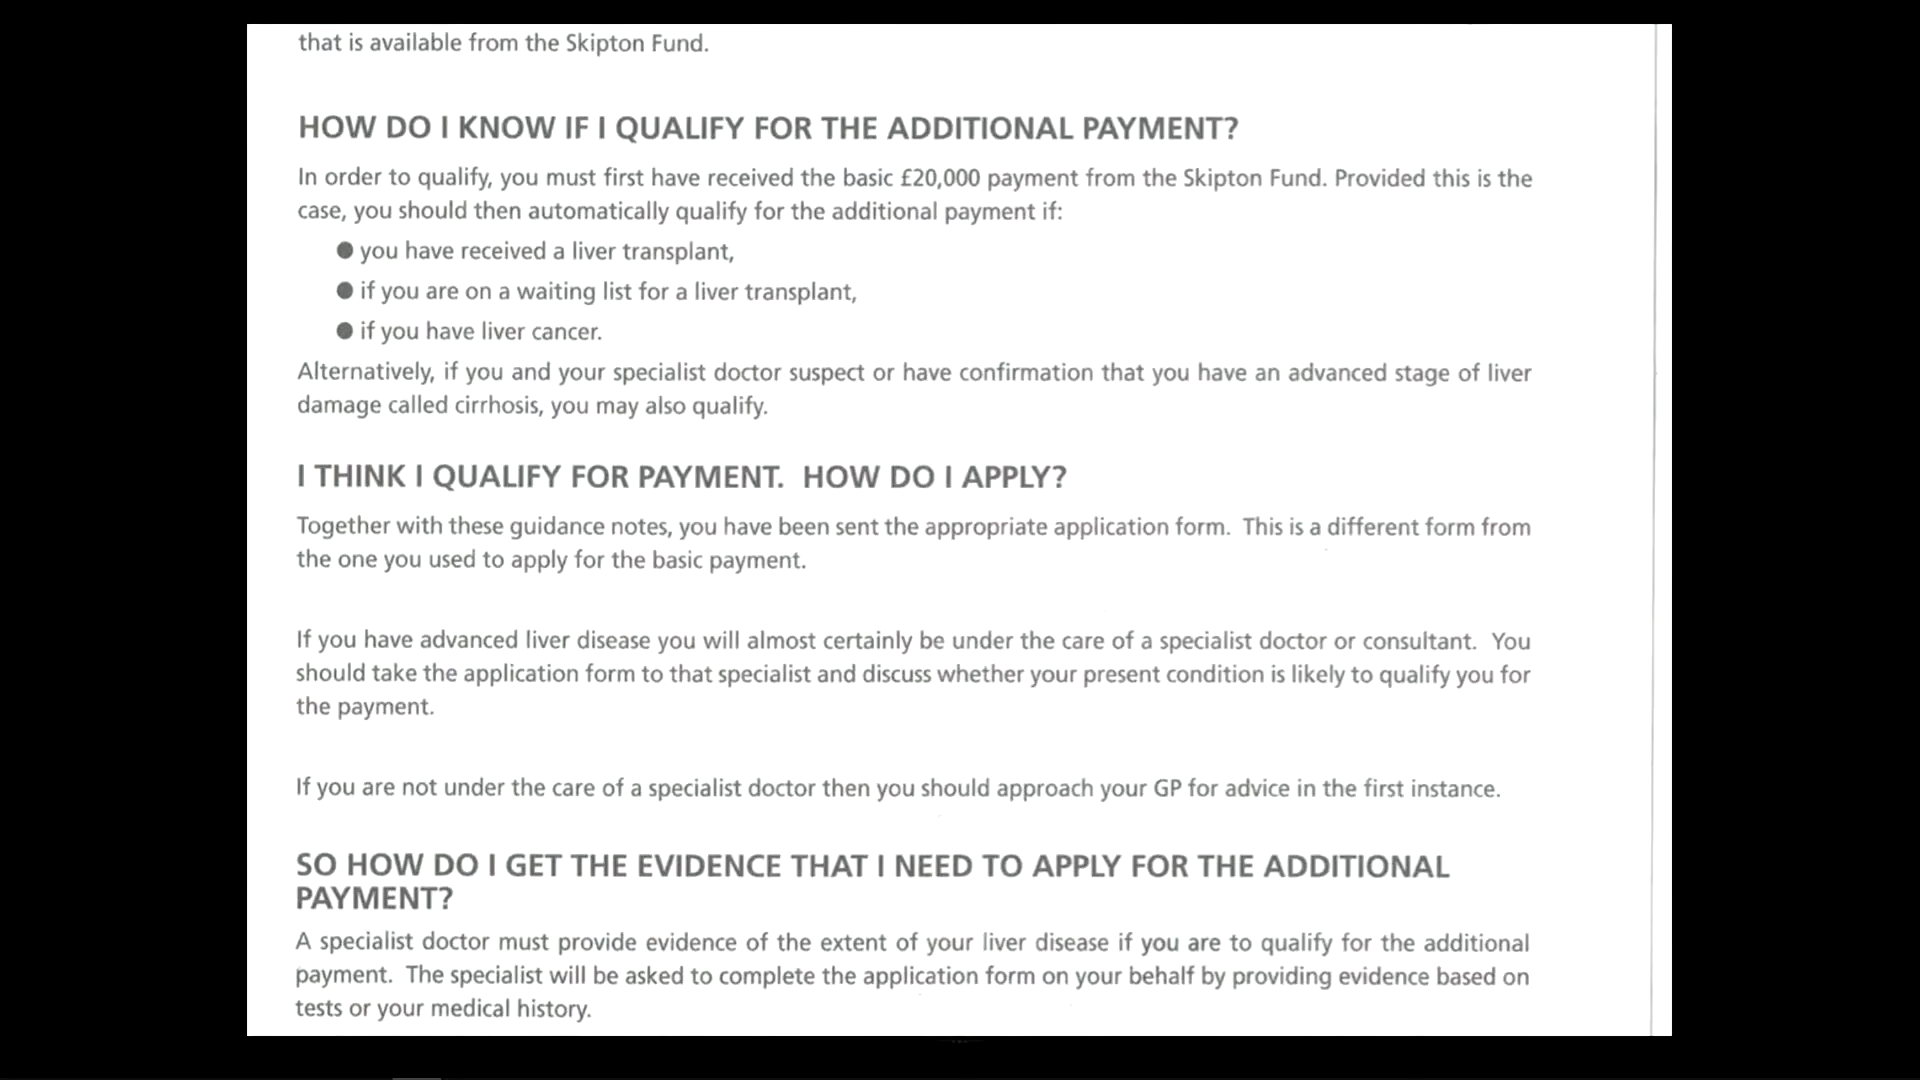 that is available from the Skipton Fund.
HOW DO I KNOW IF I QUALIFY FOR THE ADDITIONAL PAYMENT?
In order to qualify, you must first have received the basic £20,000 payment from the Skipton Fund. Provided this is the
case, you should then automatically qualify for the additional payment if:
● you have received a liver transplant,
● if you are on a waiting list for a liver transplant,
● if you have liver cancer.
Alternatively, if you and your specialist doctor suspect or have confirmation that you have an advanced stage of liver
damage called cirrhosis, you may also qualify.
I THINK I QUALIFY FOR PAYMENT. HOW DO I APPLY?
Together with these guidance notes, you have been sent the appropriate application form. This is a different form from
the one you used to apply for the basic payment.
If you have advanced liver disease you will almost certainly be under the care of a specialist doctor or consultant. You
should take the application form to that specialist and discuss whether your present condition is likely to qualify you for
the payment.
If you are not under the care of a specialist doctor then you should approach your GP for advice in the first instance.
SO HOW DO I GET THE EVIDENCE THAT I NEED TO APPLY FOR THE ADDITIONAL
PAYMENT?
A specialist doctor must provide evidence of the extent of your liver disease if you are to qualify for the additional
payment. The specialist will be asked to complete the application form on your behalf by providing evidence based on
tests or your medical history.